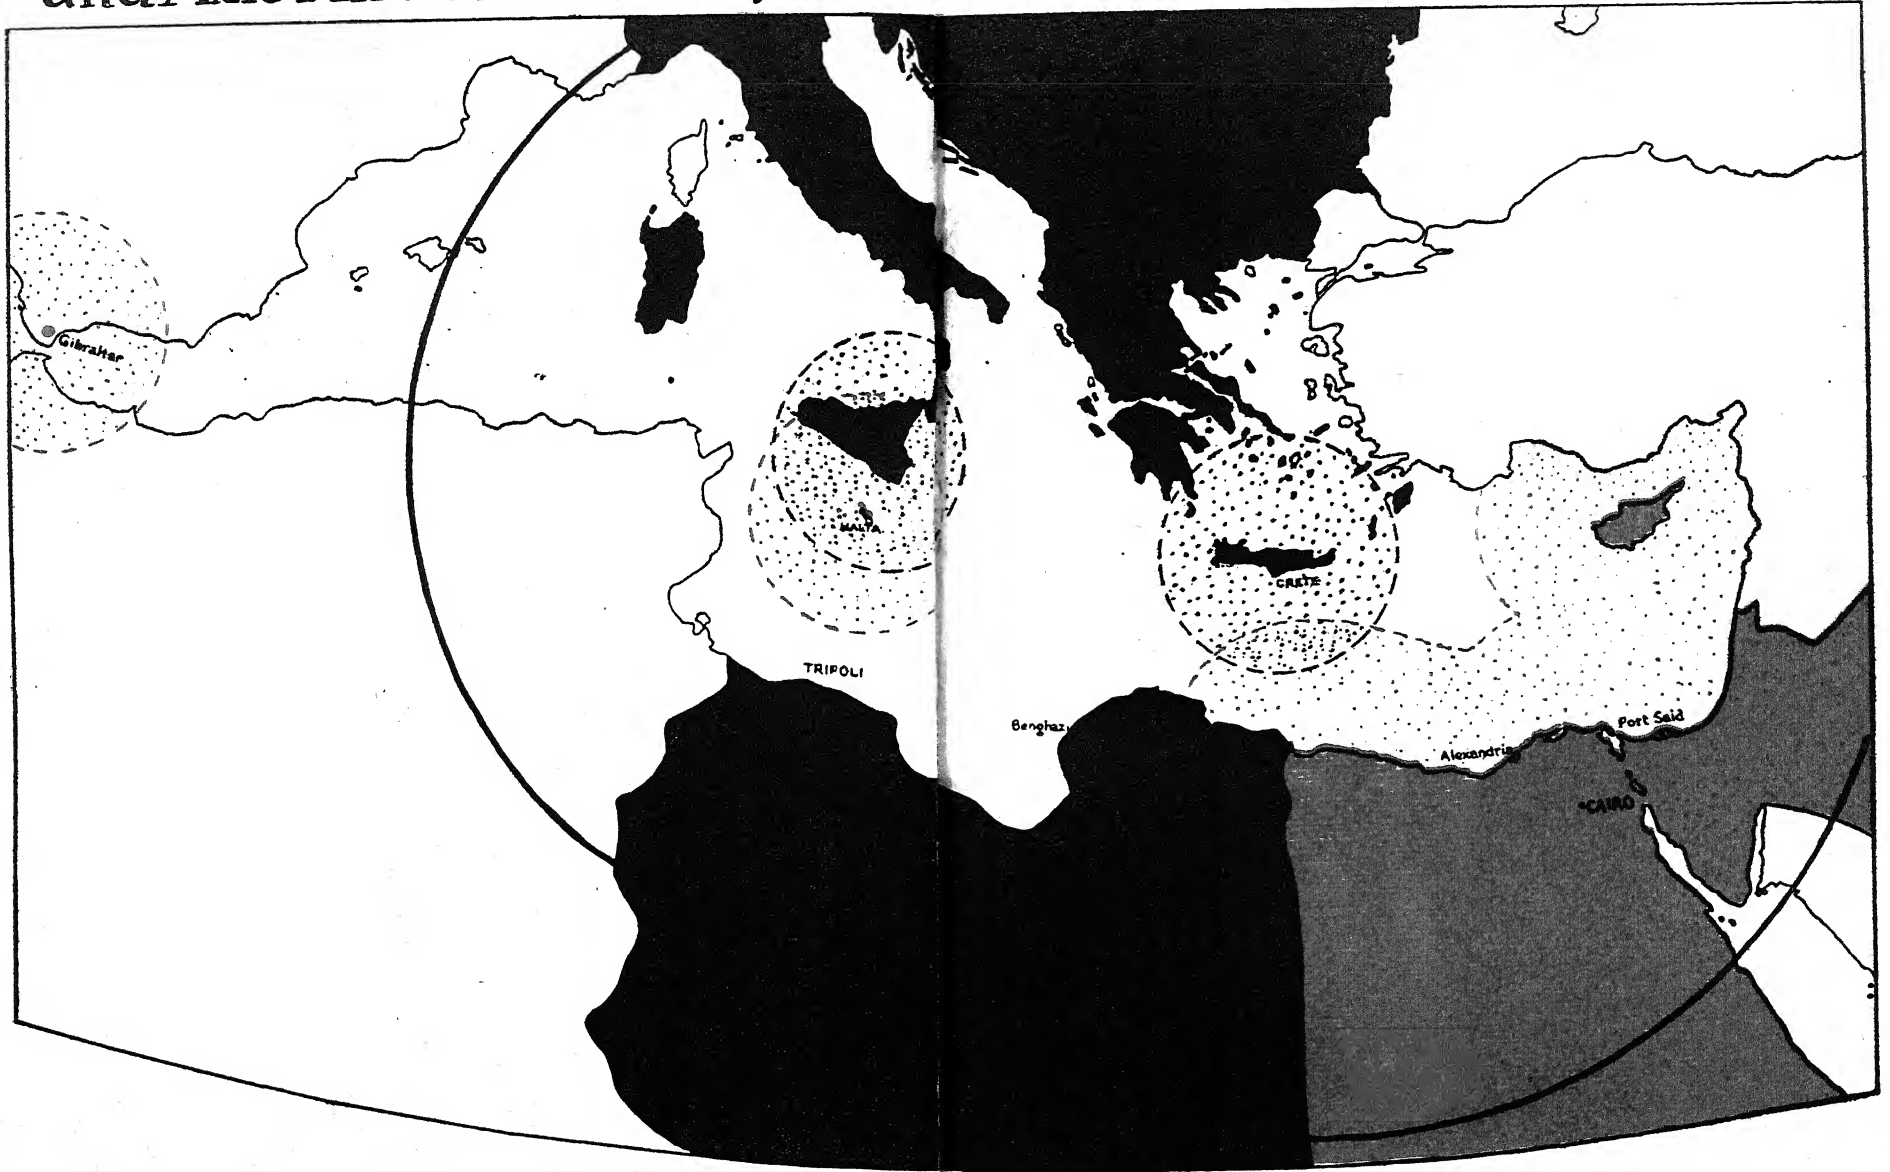 Gibraltar
MALTA
CRETE
TRIPOLI
Benghazi
Port Said
Alexandria
CAIRO